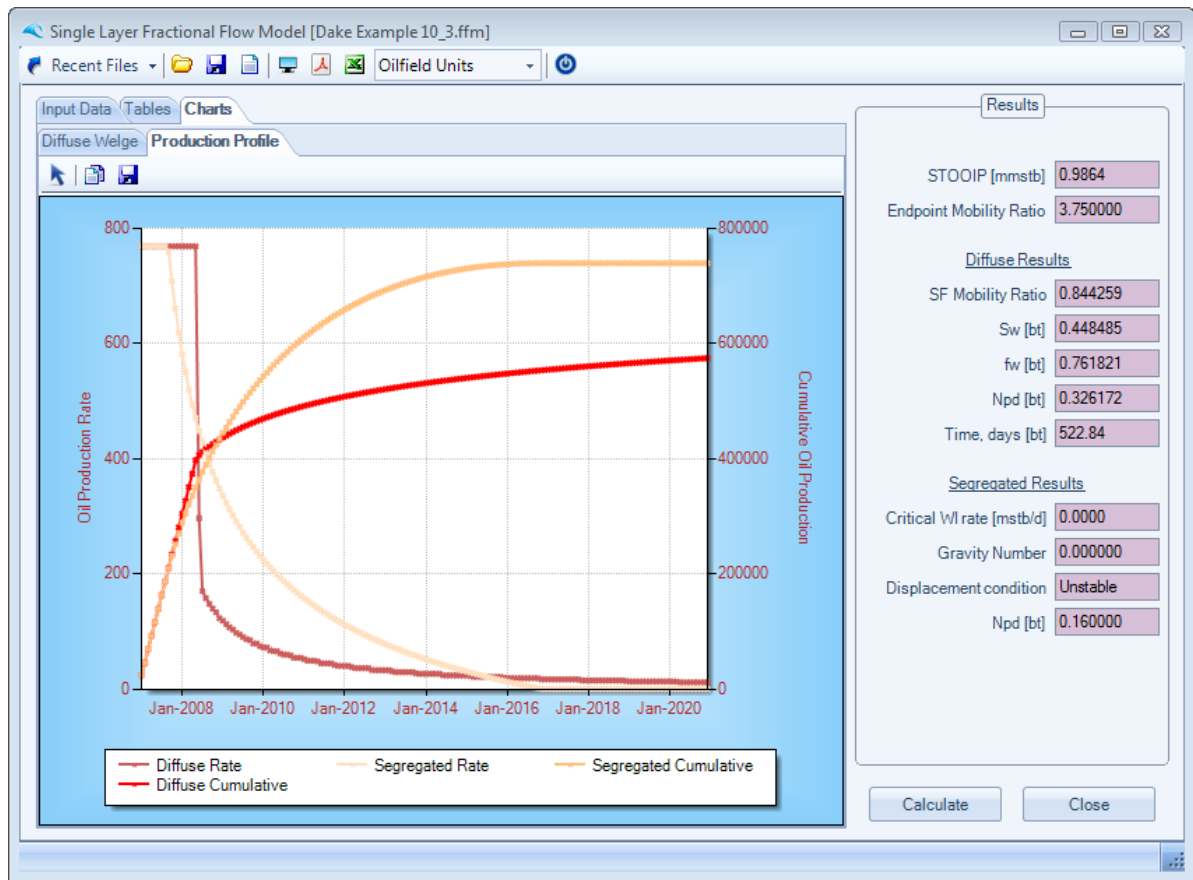 Single Layer Fractional Flow Model [Dake Example 10_3.ffm]
Recent Files
Oilfield Units
Input Data Tables Charts
Diffuse Welge Production Profile
Oil Production Rate
800
600
400
200
0
800000
600000
400000
200000
0
Cumulative Oil Production
Jan-2008 Jan-2010 Jan-2012 Jan-2014 Jan-2016 Jan-2018 Jan-2020
Diffuse Rate Segregated Rate Segregated Cumulative
Diffuse Cumulative
Results
STOOIP [mmstb] 0.9864
Endpoint Mobility Ratio 3.750000
Diffuse Results
SF Mobility Ratio 0.844259
Sw [bt] 0.448485
fw [bt] 0.761821
Npd [bt] 0.326172
Time, days [bt] 522.84
Segregated Results
Critical WI rate [mstb/d] 0.0000
Gravity Number 0.000000
Displacement condition Unstable
Npd [bt] 0.160000
Calculate Close